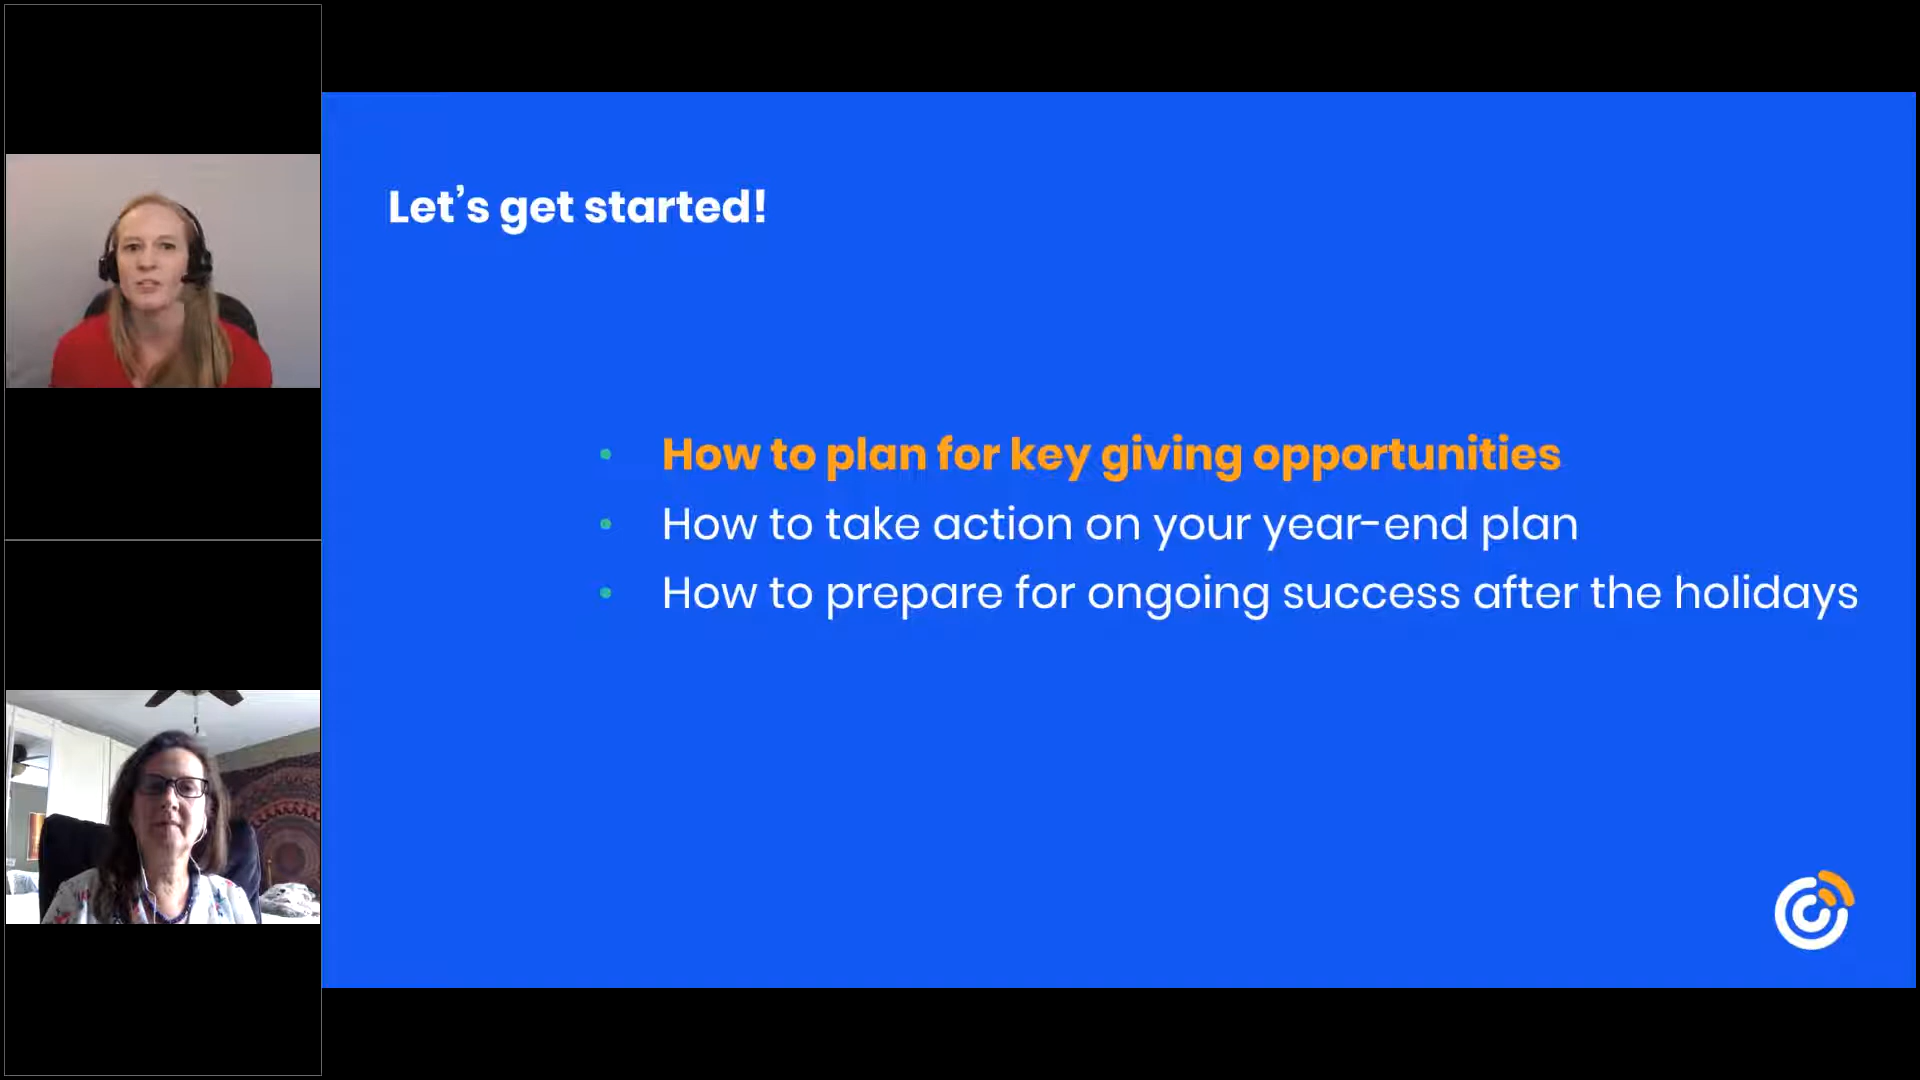 Let’s get started!
• How to plan for key giving opportunities
• How to take action on your year-end plan
• How to prepare for ongoing success after the holidays